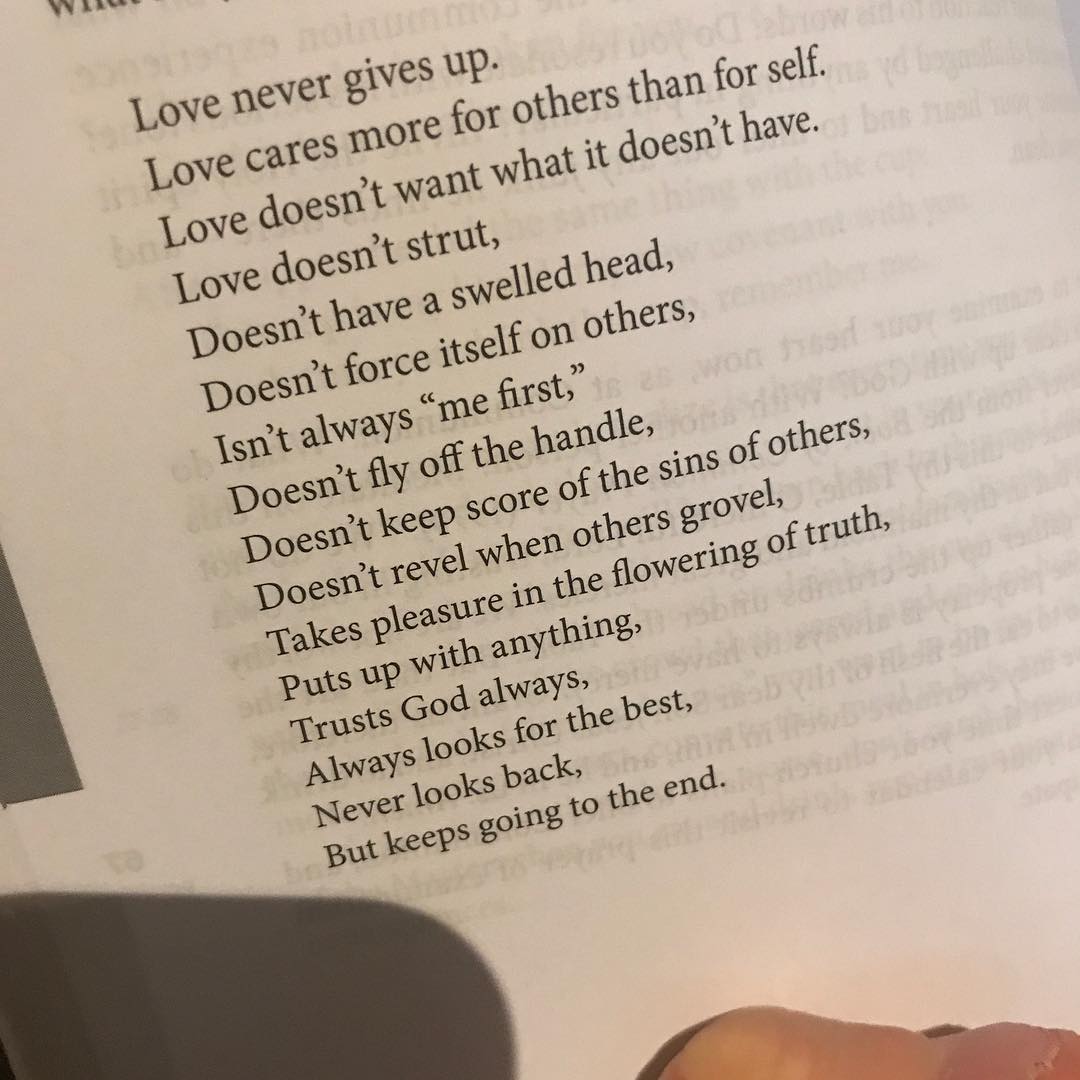 Love never gives up.
Love cares more for others than for self.
Love doesn’t want what it doesn’t have.
Love doesn’t strut,
Doesn’t have a swelled head,
Doesn’t force itself on others,
Isn’t always “me first,”
Doesn’t fly off the handle,
Doesn’t keep score of the sins of others,
Doesn’t revel when others grovel,
Takes pleasure in the flowering of truth,
Puts up with anything,
Trusts God always,
Always looks for the best,
Never looks back,
But keeps going to the end.